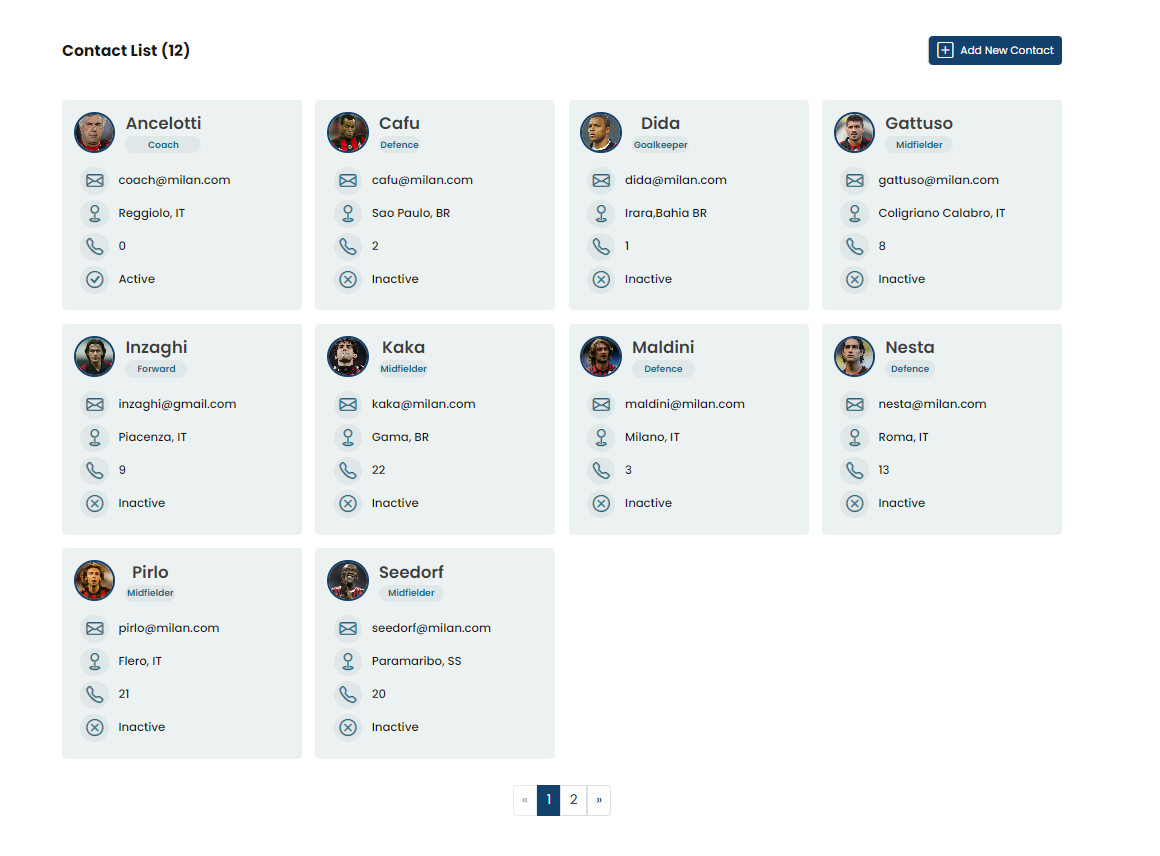 Contact List (12)
Add New Contact
Ancelotti
Coach
coach@milan.com
Reggiolo, IT
0
Active
Cafu
Defence
cafu@milan.com
Sao Paulo, BR
2
Inactive
Dida
Goalkeeper
dida@milan.com
Irara,Bahia BR
1
Inactive
Gattuso
Midfielder
gattuso@milan.com
Coligriano Calabro, IT
8
Inactive
Inzaghi
Forward
inzaghi@gmail.com
Piacenza, IT
9
Inactive
Kaka
Midfielder
kaka@milan.com
Gama, BR
22
Inactive
Maldini
Defence
maldini@milan.com
Milano, IT
3
Inactive
Nesta
Defence
nesta@milan.com
Roma, IT
13
Inactive
Pirlo
Midfielder
pirlo@milan.com
Flero, IT
21
Inactive
Seedorf
Midfielder
seedorf@milan.com
Paramaribo, SS
20
Inactive
« 1 2 »